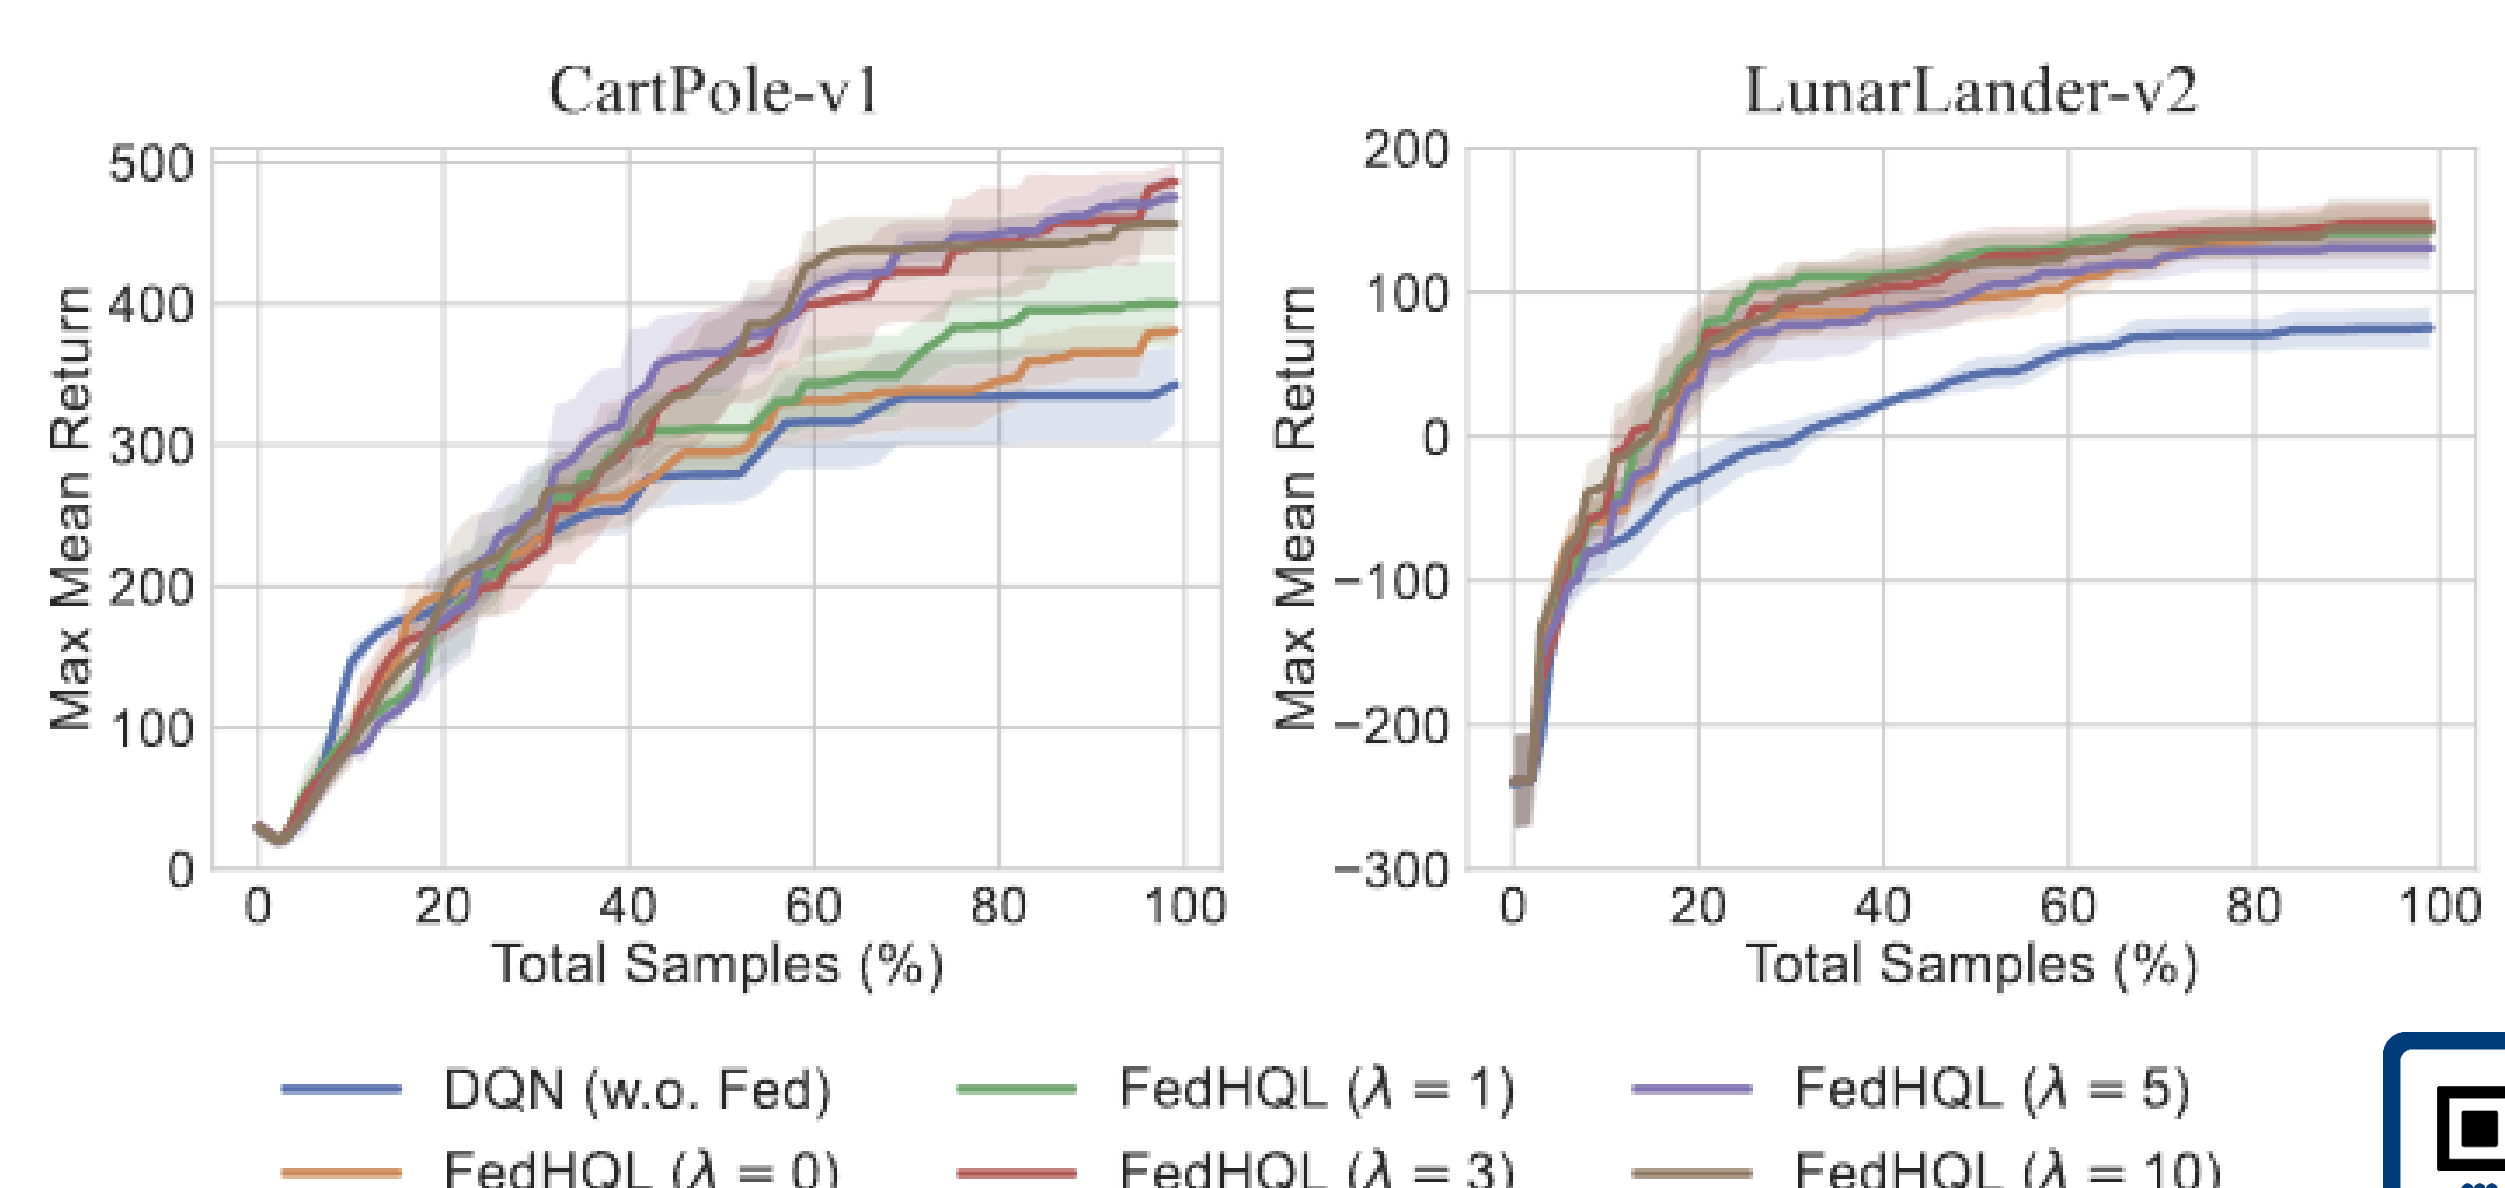 CartPole-v1
500
400
300
200
100
0
Max Mean Return
0 20 40 60 80 100
Total Samples (%)
LunarLander-v2
200
100
0
−100
−200
−300
Max Mean Return
0 20 40 60 80 100
Total Samples (%)
DQN (w.o. Fed) FedHQL (λ = 1) FedHQL (λ = 5)
FedHQL (λ = 0) FedHQL (λ = 3) FedHQL (λ = 10)